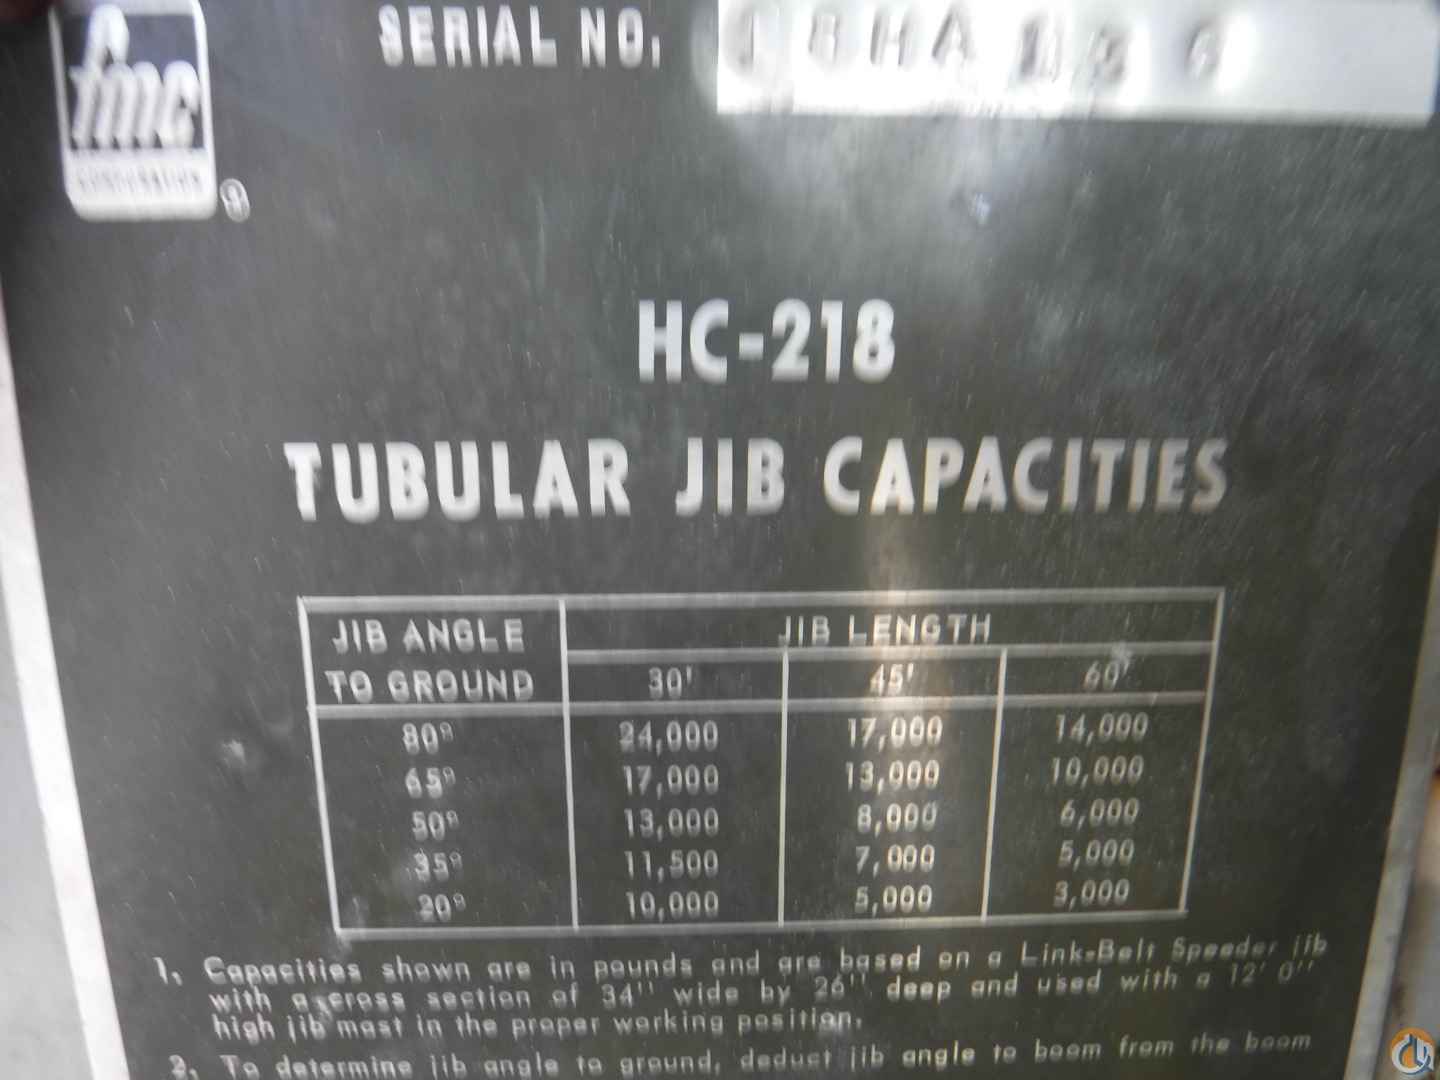 fmc
CORPORATION
®
SERIAL NO.
HC-218
TUBULAR JIB CAPACITIES
JIB ANGLE TO GROUND JIB LENGTH
30' 45' 60'
80° 24,000 17,000 14,000
65° 17,000 13,000 10,000
50° 13,000 8,000 6,000
35° 11,500 7,000 5,000
20° 10,000 5,000 3,000
1. Capacities shown are in pounds and are based on a Link-Belt Speeder jib
with a cross section of 34" wide by 26" deep and used with a 12' 0"
high jib mast in the proper working position.
2. To determine jib angle to ground, deduct jib angle to boom from the boom